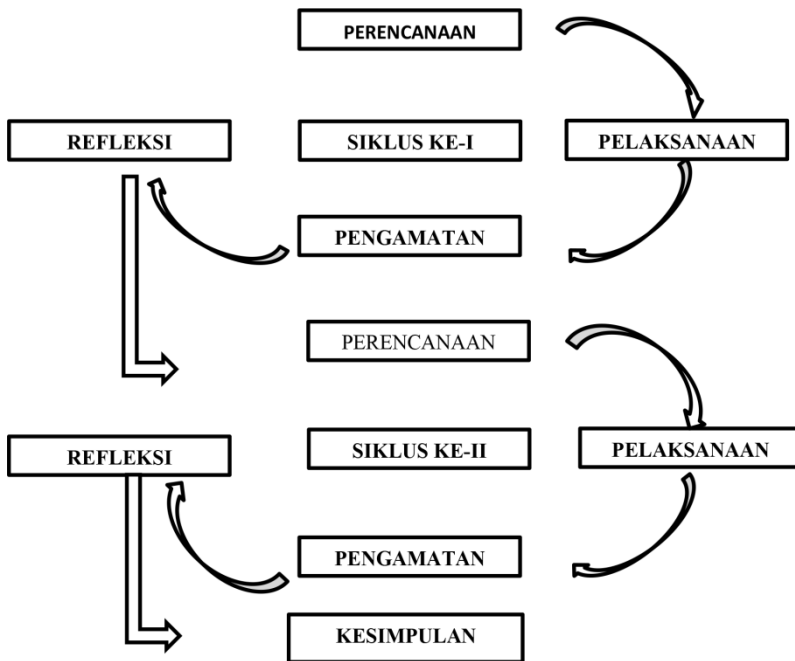 PERENCANAAN
REFLEKSI
SIKLUS KE-I
PELAKSANAAN
PENGAMATAN
PERENCANAAN
REFLEKSI
SIKLUS KE-II
PELAKSANAAN
PENGAMATAN
KESIMPULAN